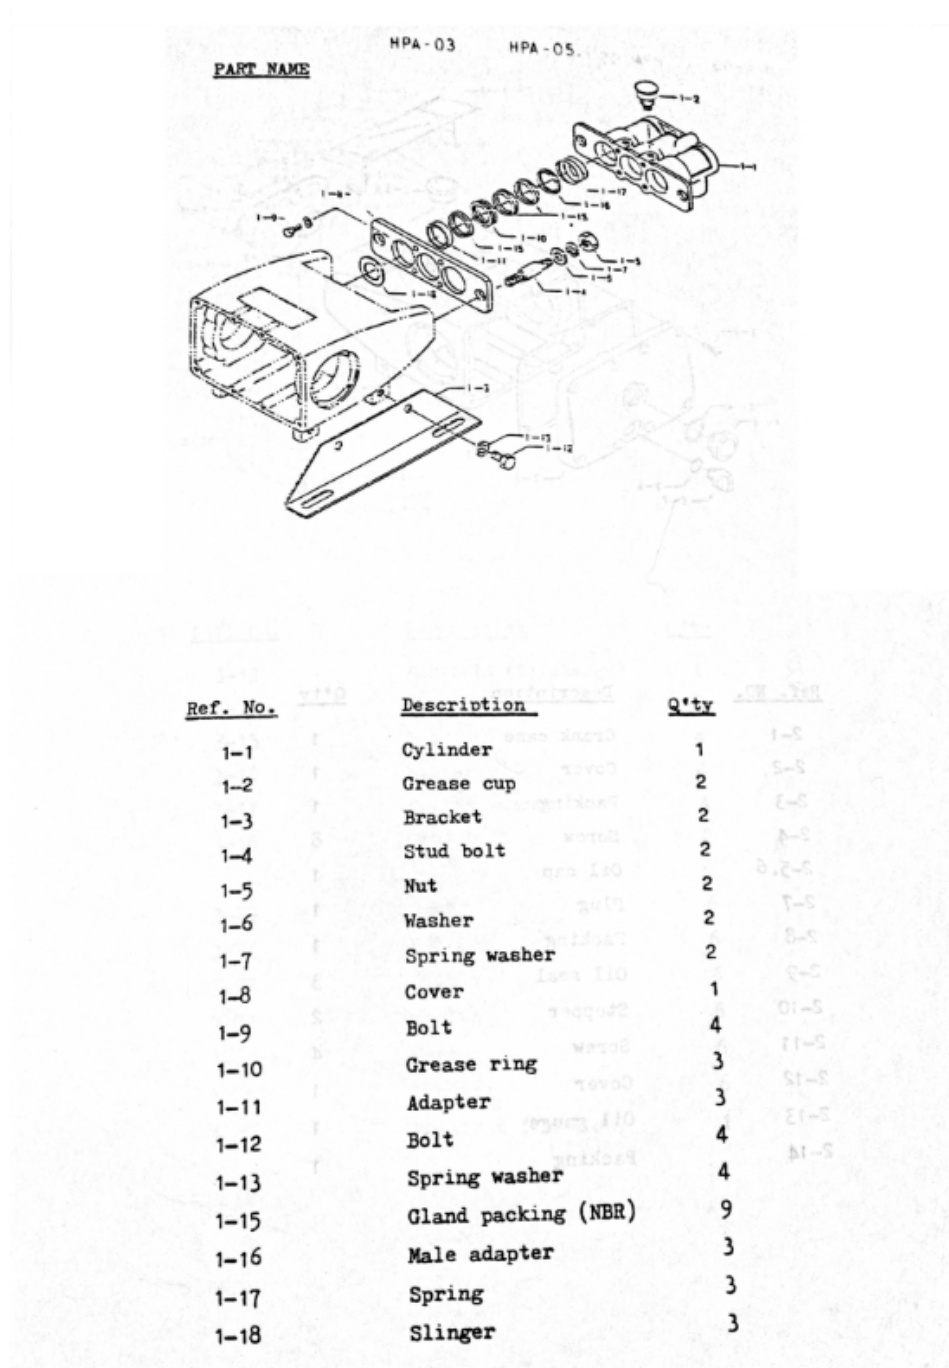 HPA-03 HPA-05.
PART NAME
1-2
1-1
1-8
1-17
1-16
1-9
1-15
1-10
1-15
1-5
1-11
1-7
1-18
1-4
1-3
1-13
1-12
Ref. No. Description Q'ty
1-1 Cylinder 1
1-2 Grease cup 2
1-3 Bracket 2
1-4 Stud bolt 2
1-5 Nut 2
1-6 Washer 2
1-7 Spring washer 2
1-8 Cover 1
1-9 Bolt 4
1-10 Grease ring 3
1-11 Adapter 3
1-12 Bolt 4
1-13 Spring washer 4
1-15 Gland packing (NBR) 9
1-16 Male adapter 3
1-17 Spring 3
1-18 Slinger 3